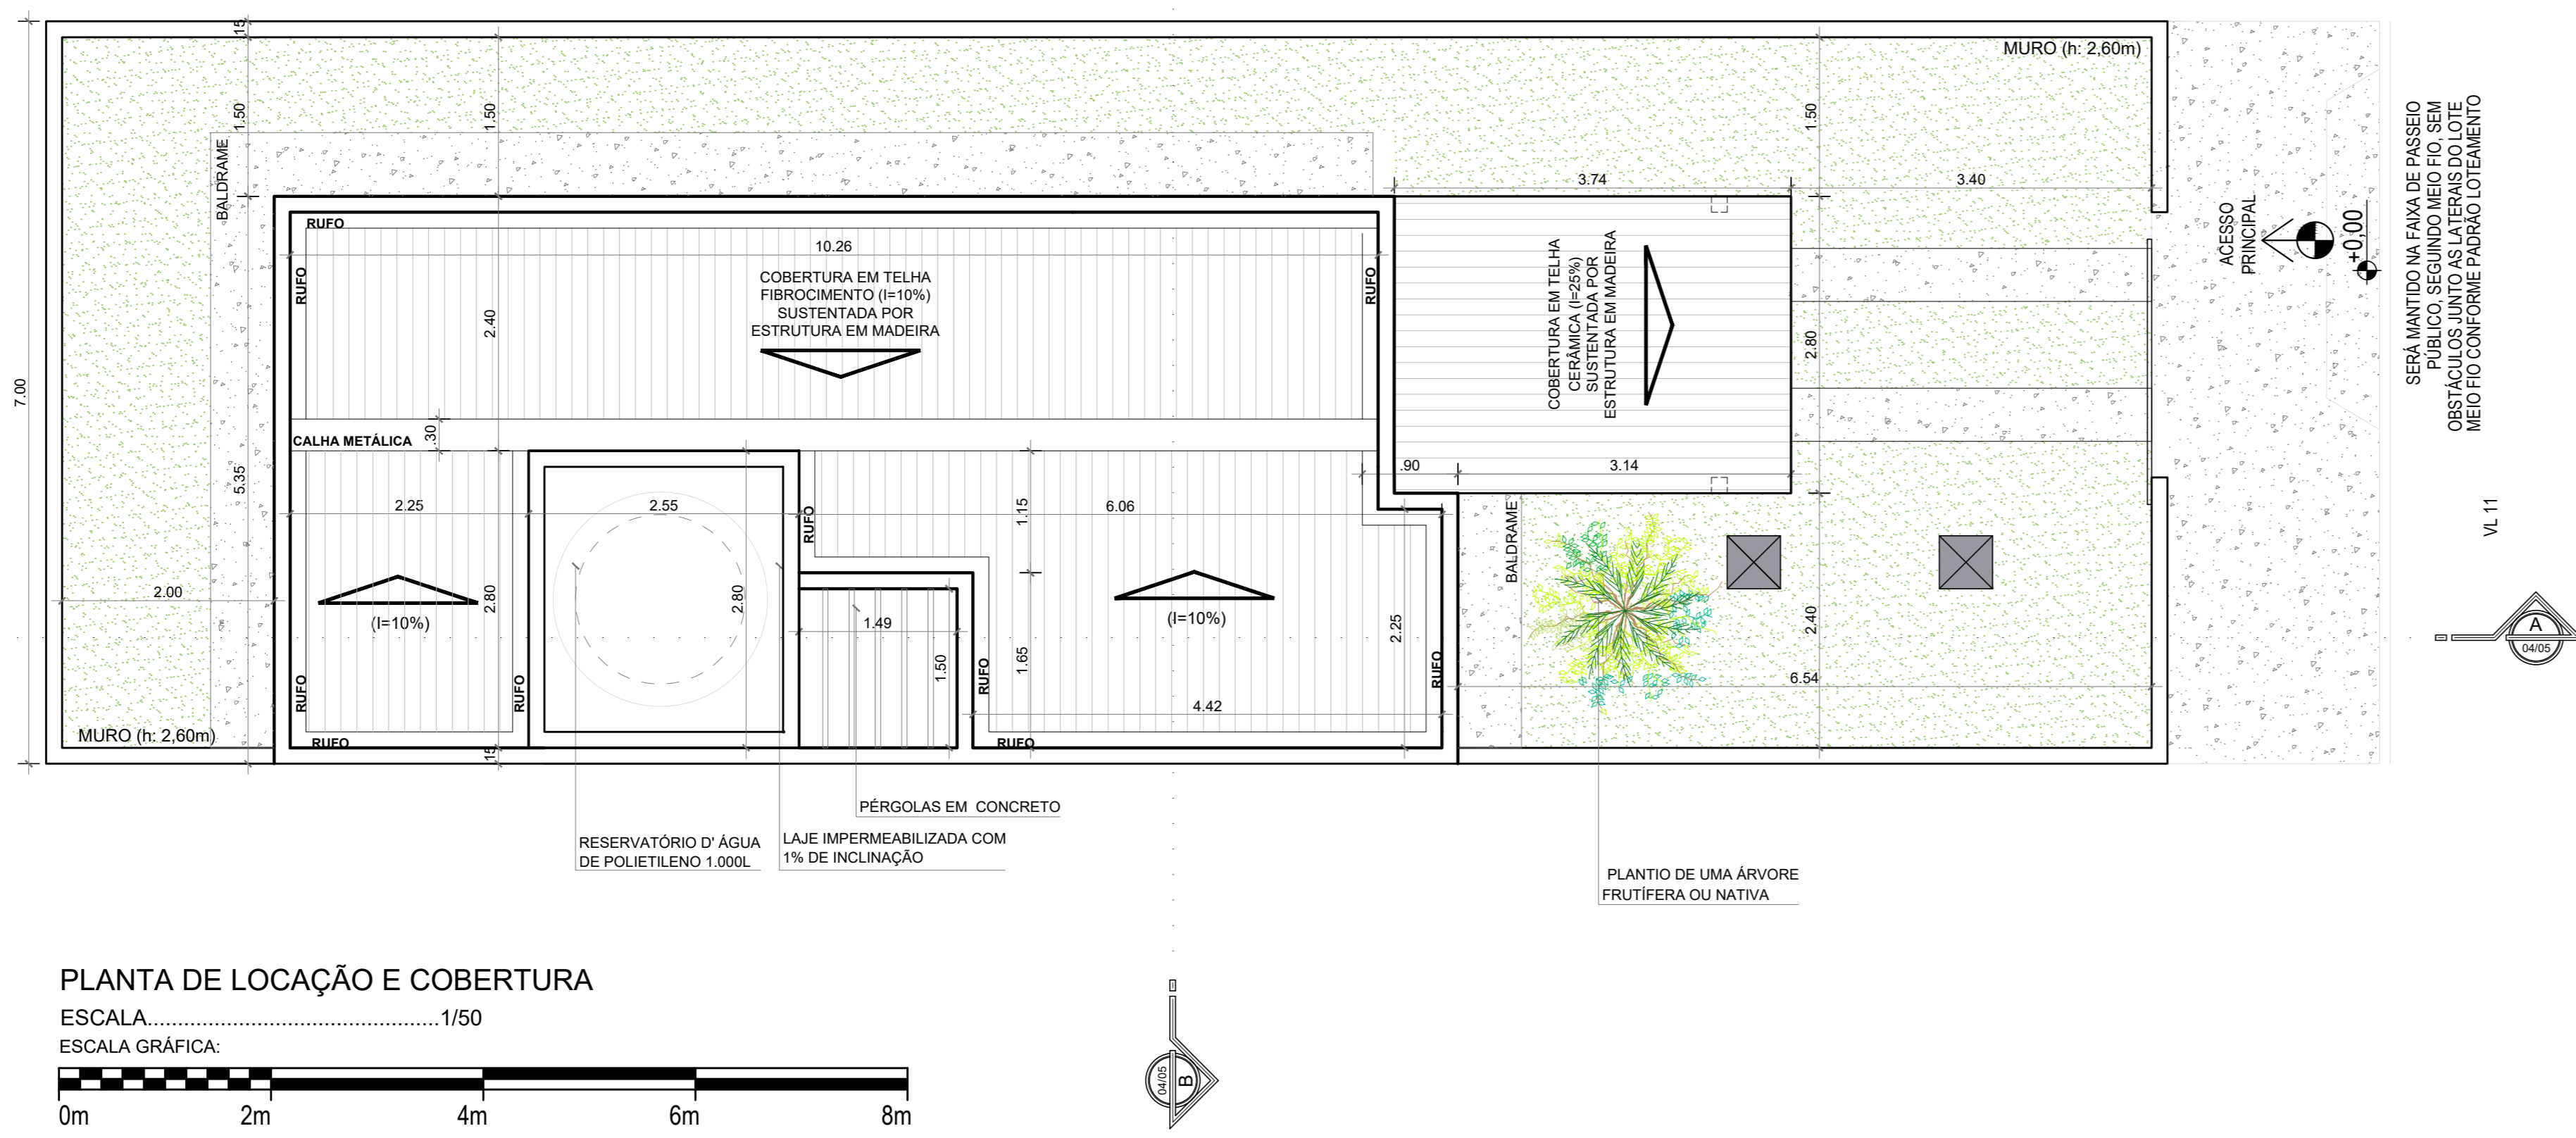 .15
MURO (h: 2,60m)
1.50
1.50
1.50
BALDRAME
3.74
3.40
RUFO
10.26
RUFO
RUFO
COBERTURA EM TELHA
FIBROCIMENTO (I=10%)
SUSTENTADA POR
ESTRUTURA EM MADEIRA
2.40
COBERTURA EM TELHA
CERÂMICA (I=25%)
SUSTENTADA POR
ESTRUTURA EM MADEIRA
2.80
ACESSO
PRINCIPAL
+0,00
SERÁ MANTIDO NA FAIXA DE PASSEIO
PÚBLICO, SEGUINDO MEIO FIO, SEM
OBSTÁCULOS JUNTO AS LATERAIS DO LOTE
MEIO FIO CONFORME PADRÃO LOTEAMENTO
VL 11
7.00
CALHA METÁLICA
.30
5.35
.90
3.14
2.25
2.55
RUFO
1.15
6.06
BALDRAME
2.00
2.80
2.80
(I=10%)
1.49
1.50
(I=10%)
1.65
2.25
2.40
A
04/05
RUFO
RUFO
RUFO
RUFO
4.42
6.54
MURO (h: 2,60m)
RUFO
RUFO
.15
PÉRGOLAS EM CONCRETO
RESERVATÓRIO D' ÁGUA
DE POLIETILENO 1.000L
LAJE IMPERMEABILIZADA COM
1% DE INCLINAÇÃO
PLANTIO DE UMA ÁRVORE
FRUTÍFERA OU NATIVA
PLANTA DE LOCAÇÃO E COBERTURA
ESCALA................................................1/50
ESCALA GRÁFICA:
0m 2m 4m 6m 8m
04/05
B